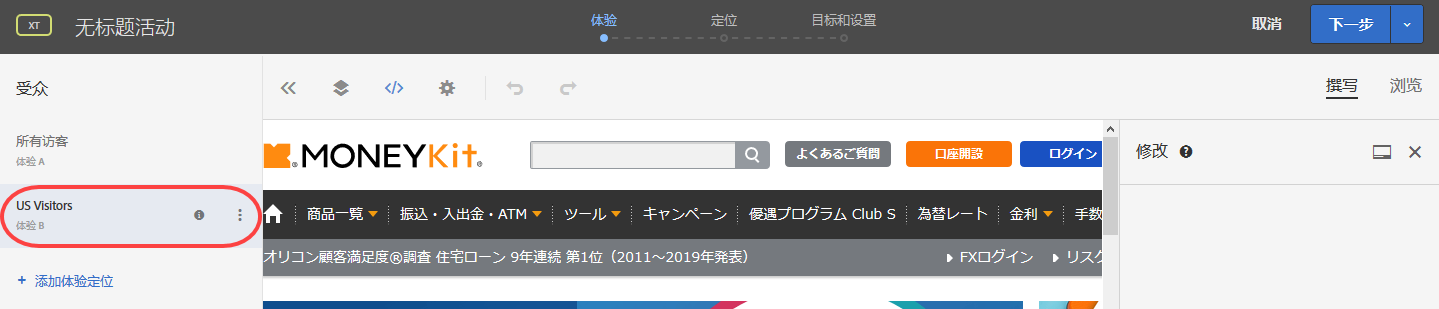 XT 无标题活动 体验 定位 目标和设置 取消 下一步
受众 撰写 浏览
所有访客
体验 A
US Visitors
体验 B
+ 添加体验定位
MONEYKit よくあるご質問 口座開設 ログイン
商品一覧 振込・入出金・ATM ツール キャンペーン 優遇プログラム Club S 為替レート 金利 手数
オリコン顧客満足度®調査 住宅ローン 9年連続 第1位（2011～2019年発表） FXログイン リスク
修改